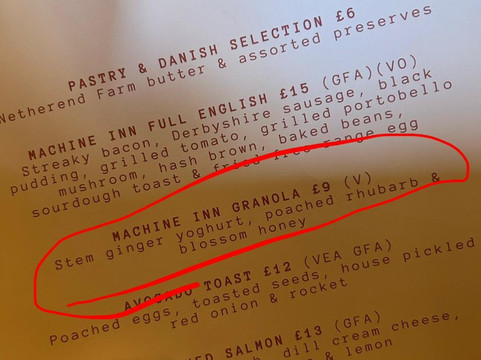 PASTRY & DANISH SELECTION £6
Netherend Farm butter & assorted preserves
MACHINE INN FULL ENGLISH £15 (GFA)(VO)
Streaky bacon, Derbyshire sausage, black
pudding, grilled tomato, grilled portobello
mushroom, hash brown, baked beans,
sourdough toast & fried free range egg
MACHINE INN GRANOLA £9 (V)
Stem ginger yoghurt, poached rhubarb &
blossom honey
AVOCADO TOAST £12 (VEA GFA)
Poached eggs, toasted seeds, house pickled
red onion & rocket
SALMON £13 (GFA)
dill cream cheese,
& lemon